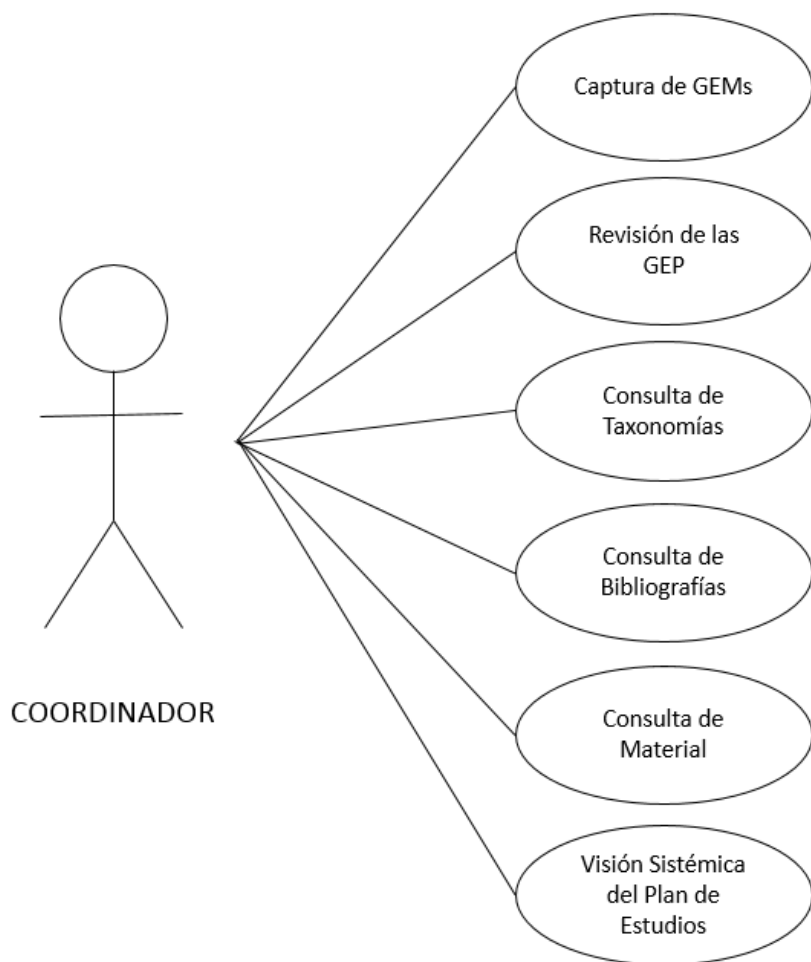 Captura de GEMs
Revisión de las
GEP
Consulta de
Taxonomías
Consulta de
Bibliografías
COORDINADOR
Consulta de
Material
Visión Sistémica
del Plan de
Estudios